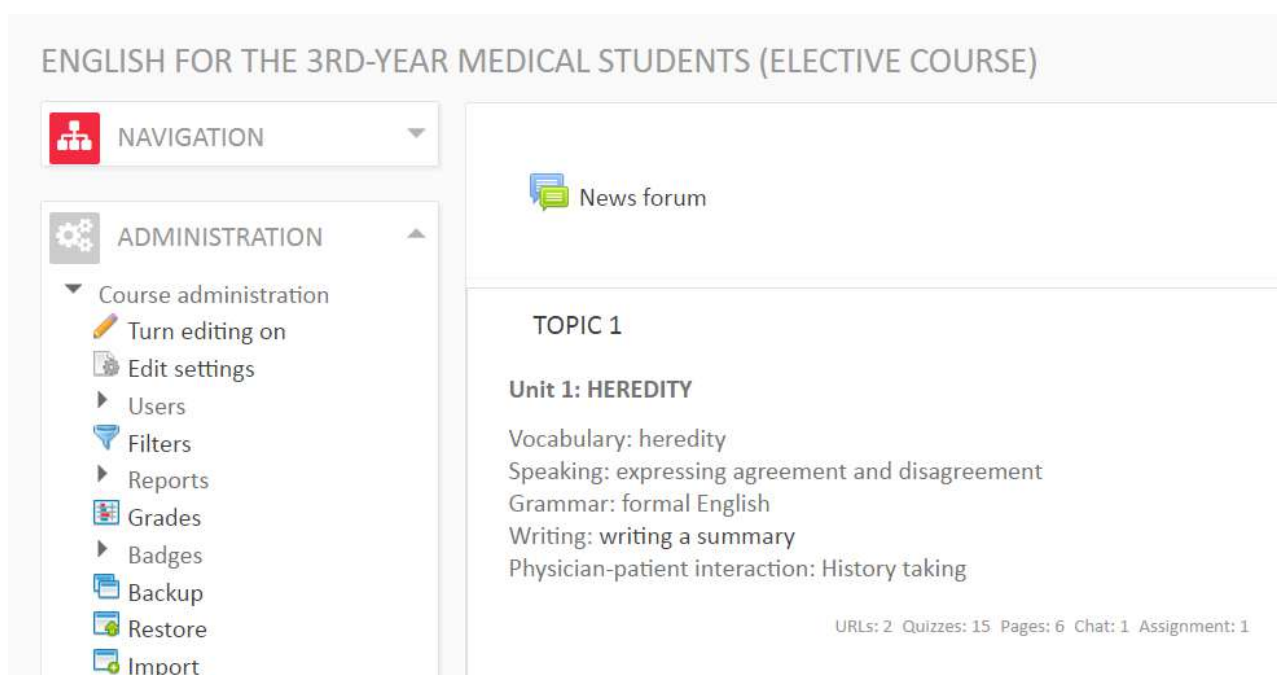 ENGLISH FOR THE 3RD-YEAR MEDICAL STUDENTS (ELECTIVE COURSE)
NAVIGATION
ADMINISTRATION
Course administration
Turn editing on
Edit settings
Users
Filters
Reports
Grades
Badges
Backup
Restore
Import
News forum
TOPIC 1
Unit 1: HEREDITY
Vocabulary: heredity
Speaking: expressing agreement and disagreement
Grammar: formal English
Writing: writing a summary
Physician-patient interaction: History taking
URLs: 2 Quizzes: 15 Pages: 6 Chat: 1 Assignment: 1